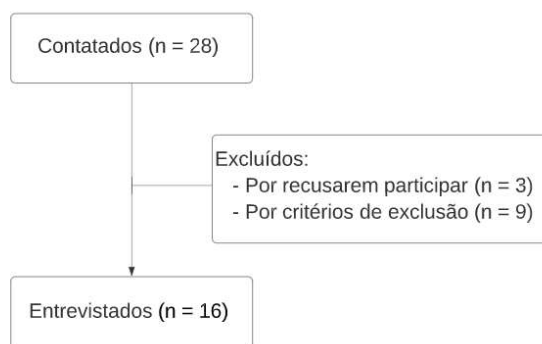 Contatados (n = 28)
Excluídos:
- Por recusarem participar (n = 3)
- Por critérios de exclusão (n = 9)
Entrevistados (n = 16)